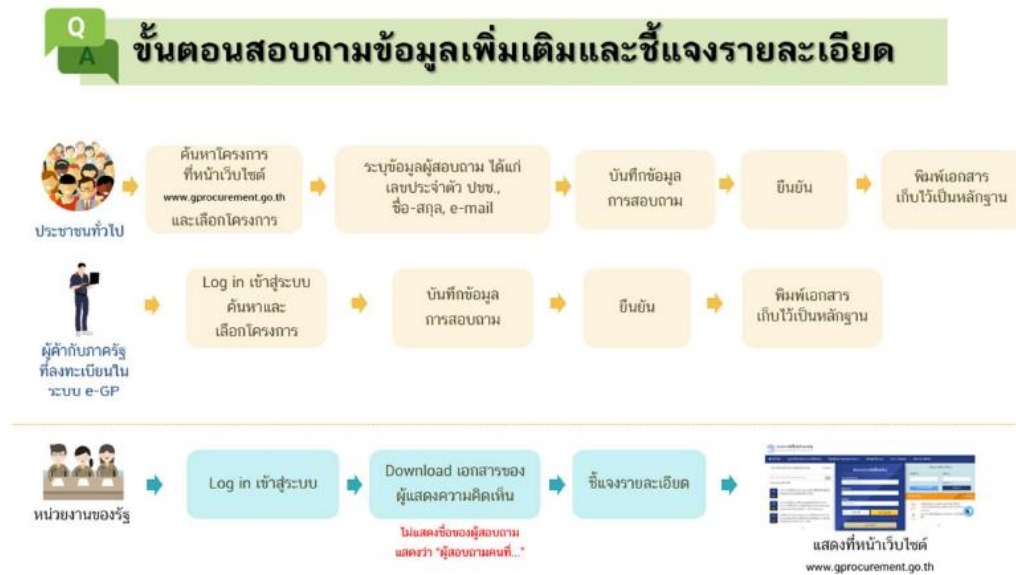 Q
A
ขั้นตอนสอบถามข้อมูลเพิ่มเติมและชี้แจงรายละเอียด
ประชาชนทั่วไป
ค้นหาโครงการ
ที่หน้าเว็บไซต์
www.gprocurement.go.th
และเลือกโครงการ
ระบุข้อมูลผู้สอบถาม ได้แก่
เลขประจำตัว ปชช.,
ชื่อ-สกุล, e-mail
บันทึกข้อมูล
การสอบถาม
ยืนยัน
พิมพ์เอกสาร
เก็บไว้เป็นหลักฐาน
ผู้ค้ากับภาครัฐ
ที่ลงทะเบียนใน
ระบบ e-GP
Log in เข้าสู่ระบบ
ค้นหาและ
เลือกโครงการ
บันทึกข้อมูล
การสอบถาม
ยืนยัน
พิมพ์เอกสาร
เก็บไว้เป็นหลักฐาน
หน่วยงานของรัฐ
Log in เข้าสู่ระบบ
Download เอกสารของ
ผู้แสดงความคิดเห็น
ไม่แสดงชื่อของผู้สอบถาม
แสดงว่า "ผู้สอบถามคนที่..."
ชี้แจงรายละเอียด
แสดงที่หน้าเว็บไซต์
www.gprocurement.go.th